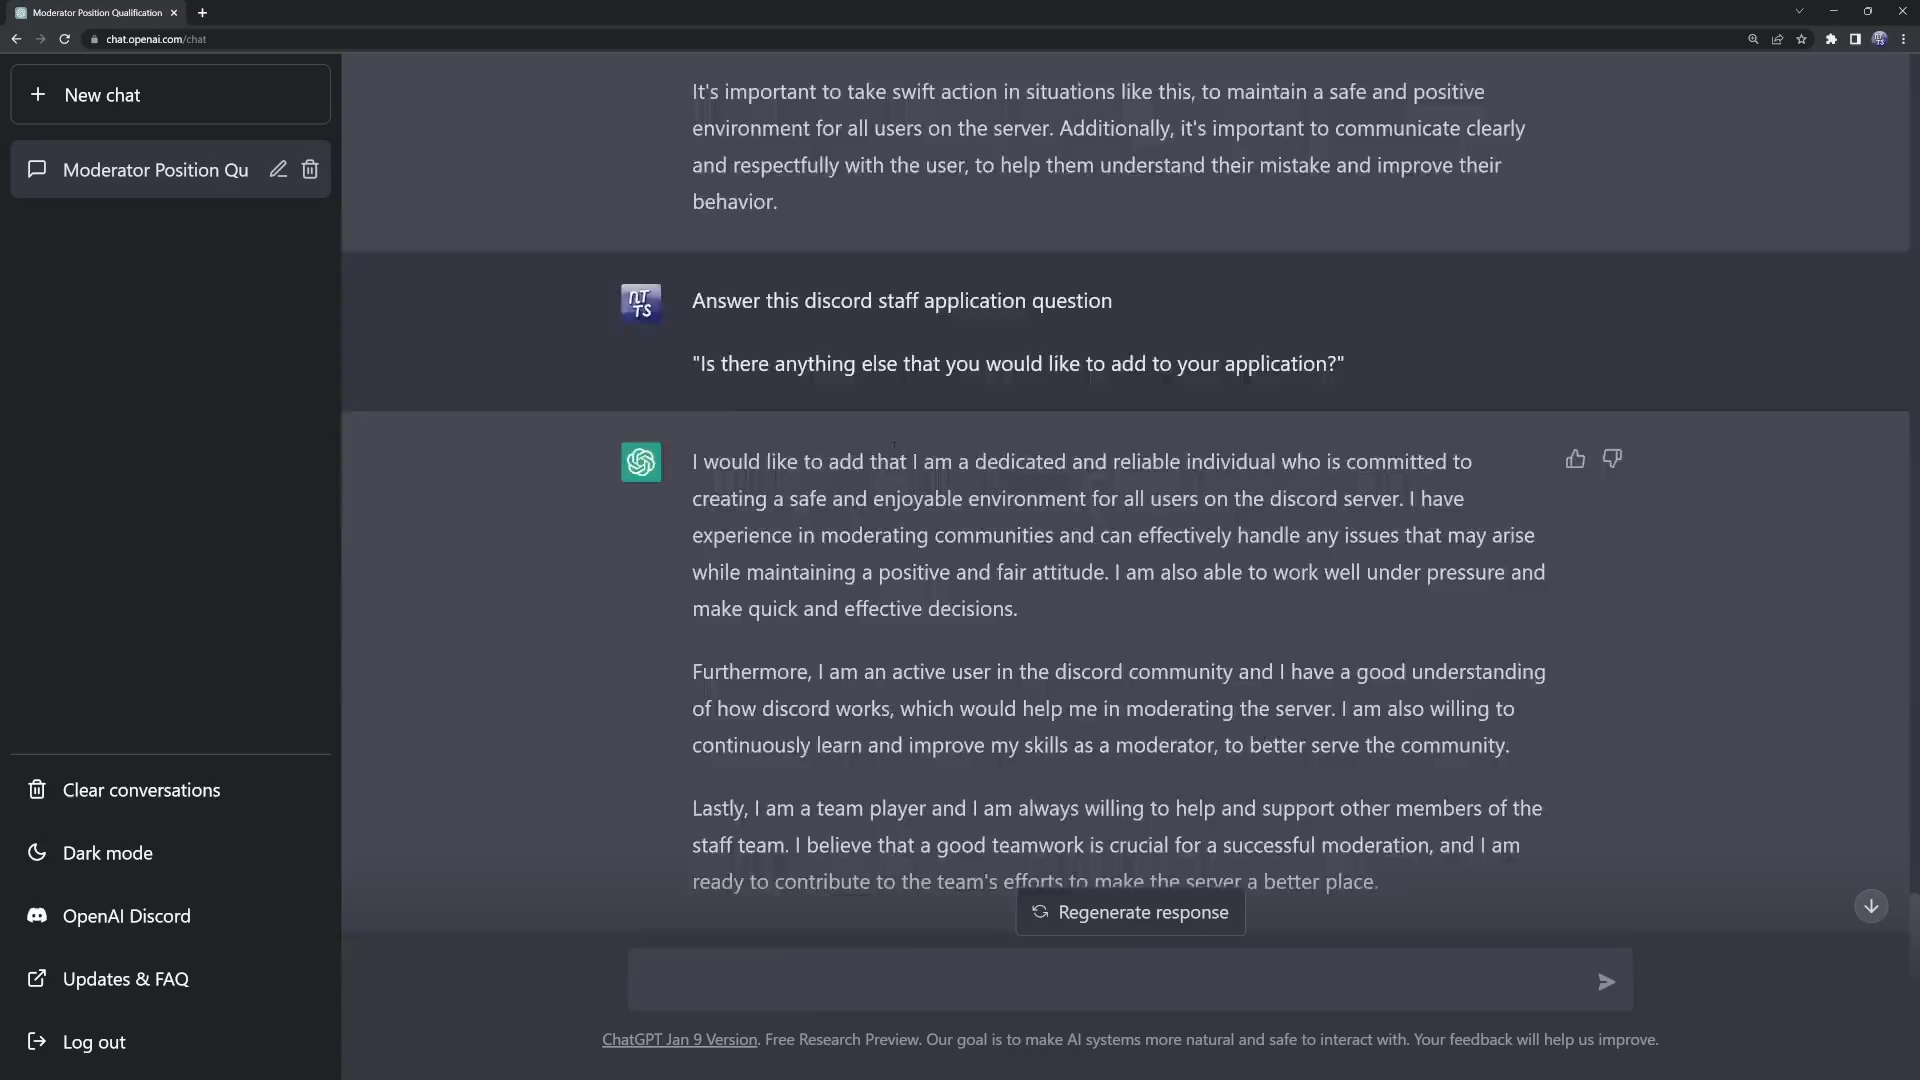 Moderator Position Qualification
chat.openai.com/chat
New chat
Moderator Position Qu
Clear conversations
Dark mode
OpenAI Discord
Updates & FAQ
Log out
It's important to take swift action in situations like this, to maintain a safe and positive
environment for all users on the server. Additionally, it's important to communicate clearly
and respectfully with the user, to help them understand their mistake and improve their
behavior.
NT
TS
Answer this discord staff application question
"Is there anything else that you would like to add to your application?"
I would like to add that I am a dedicated and reliable individual who is committed to
creating a safe and enjoyable environment for all users on the discord server. I have
experience in moderating communities and can effectively handle any issues that may arise
while maintaining a positive and fair attitude. I am also able to work well under pressure and
make quick and effective decisions.
Furthermore, I am an active user in the discord community and I have a good understanding
of how discord works, which would help me in moderating the server. I am also willing to
continuously learn and improve my skills as a moderator, to better serve the community.
Lastly, I am a team player and I am always willing to help and support other members of the
staff team. I believe that a good teamwork is crucial for a successful moderation, and I am
ready to contribute to the team's efforts to make the server a better place.
Regenerate response
ChatGPT Jan 9 Version. Free Research Preview. Our goal is to make AI systems more natural and safe to interact with. Your feedback will help us improve.